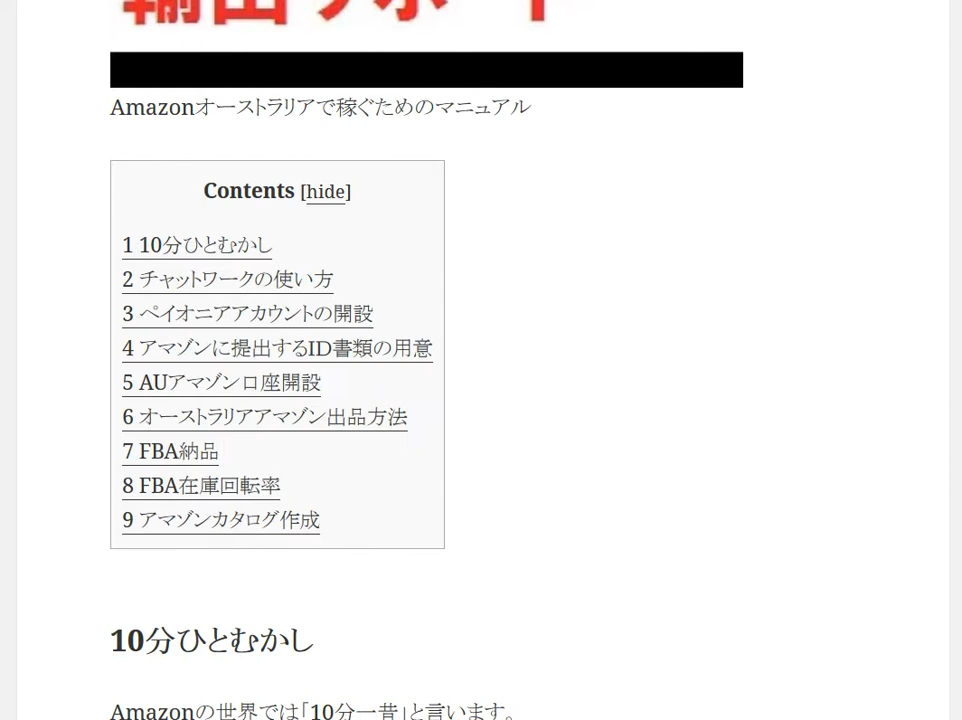 輸出サポート
Amazonオーストラリアで稼ぐためのマニュアル
Contents [hide]
1 10分ひとむかし
2 チャットワークの使い方
3 ペイオニアアカウントの開設
4 アマゾンに提出するID書類の用意
5 AUアマゾン口座開設
6 オーストラリアアマゾン出品方法
7 FBA納品
8 FBA在庫回転率
9 アマゾンカタログ作成
10分ひとむかし
Amazonの世界では「10分一昔」と言います。